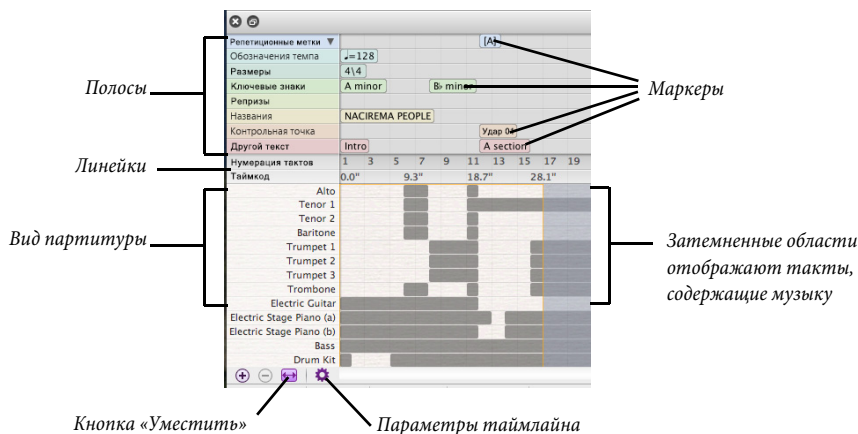 Репетиционные метки ▼ [A]
Обозначения темпа ♩=128
Размеры 4\4
Ключевые знаки A minor B♭ minor
Репризы
Названия NACIREMA PEOPLE
Контрольная точка Удар 01
Другой текст Intro A section
Нумерация тактов 1 3 5 7 9 11 13 15 17 19
Таймкод 0.0" 9.3" 18.7" 28.1"
Alto
Tenor 1
Tenor 2
Baritone
Trumpet 1
Trumpet 2
Trumpet 3
Trombone
Electric Guitar
Electric Stage Piano (a)
Electric Stage Piano (b)
Bass
Drum Kit
Полосы
Линейки
Вид партитуры
Маркеры
Затемненные области
отображают такты,
содержащие музыку
Кнопка «Уместить»
Параметры таймлайна